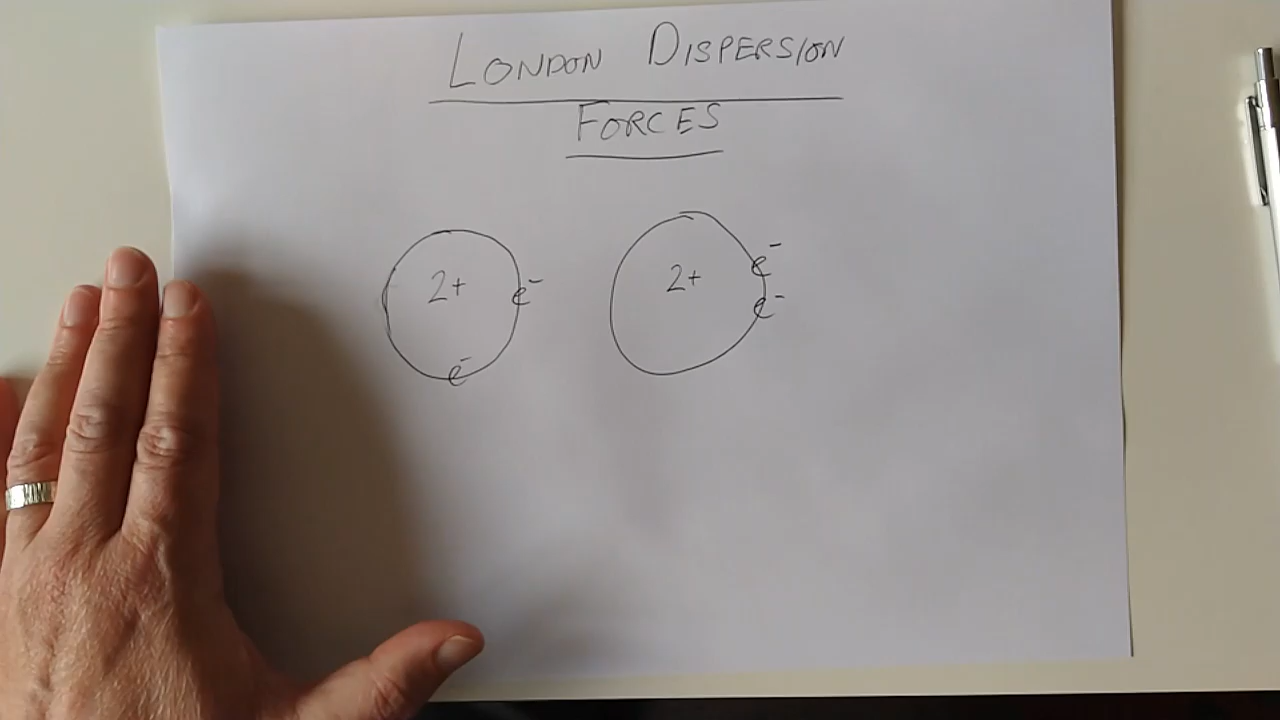 LONDON DISPERSION
FORCES
2+ e⁻
e⁻
2+ e⁻
e⁻